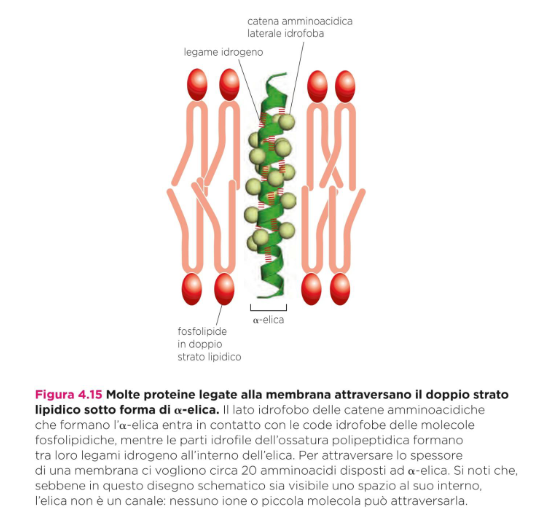 catena amminoacidica
laterale idrofoba
legame idrogeno
α-elica
fosfolipide
in doppio
strato lipidico
Figura 4.15 Molte proteine legate alla membrana attraversano il doppio strato
lipidico sotto forma di α-elica. Il lato idrofobo delle catene amminoacidiche
che formano l’α-elica entra in contatto con le code idrofobe delle molecole
fosfolipidiche, mentre le parti idrofile dell’ossatura polipeptidica formano
tra loro legami idrogeno all’interno dell’elica. Per attraversare lo spessore
di una membrana ci vogliono circa 20 amminoacidi disposti ad α-elica. Si noti che,
sebbene in questo disegno schematico sia visibile uno spazio al suo interno,
l’elica non è un canale: nessuno ione o piccola molecola può attraversarla.